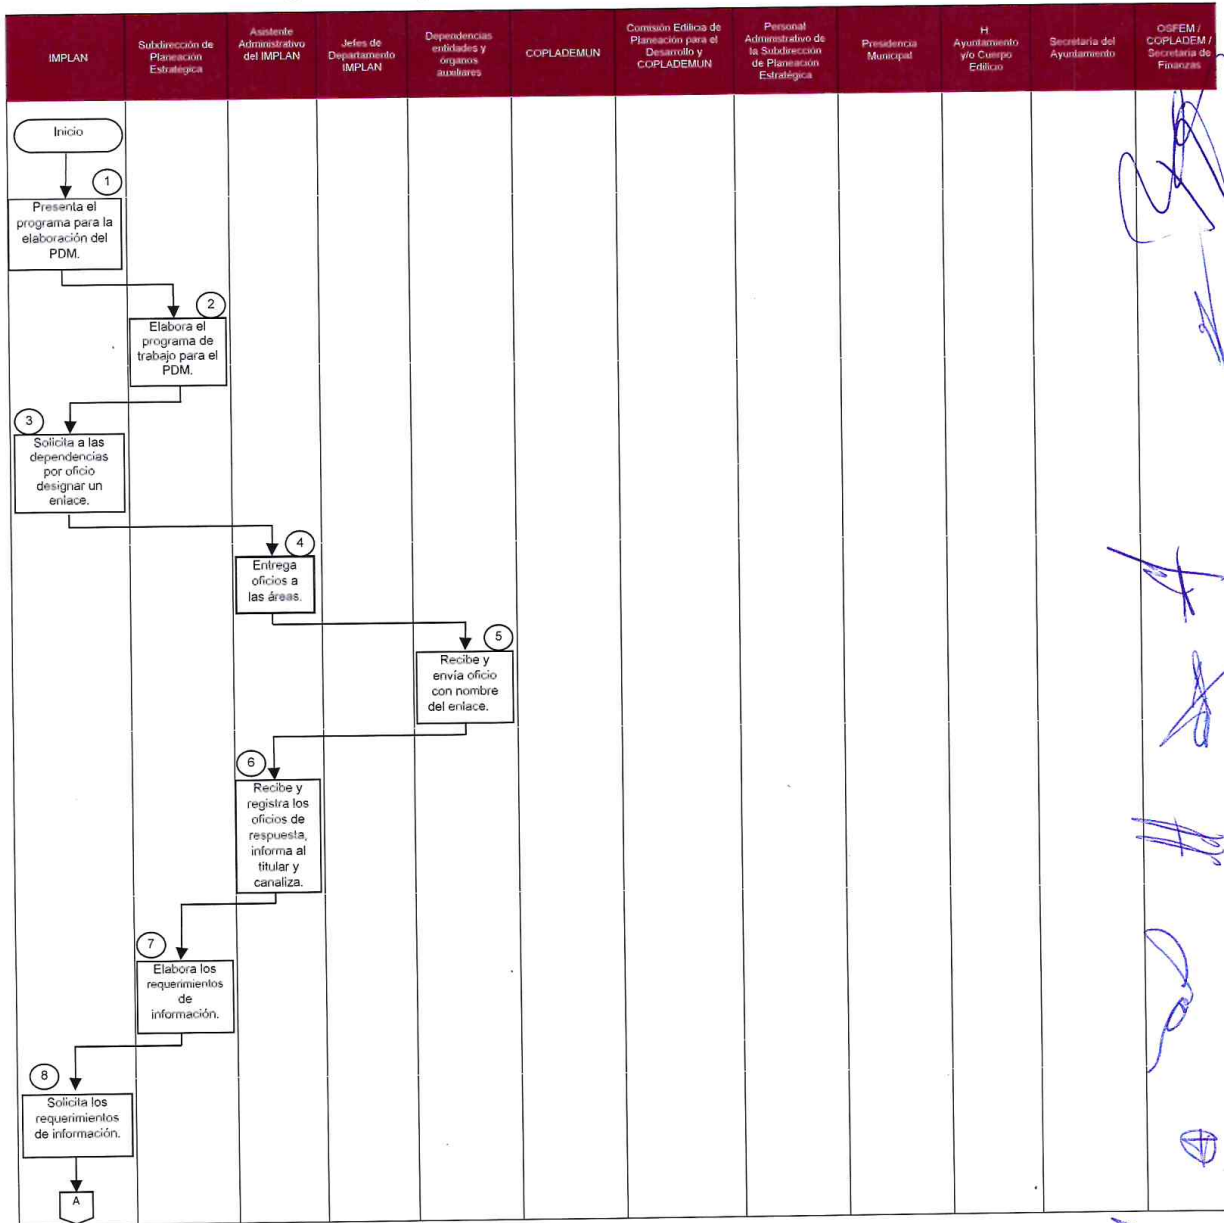 IMPLAN
Subdirección de
Planeación
Estratégica
Asistente
Administrativo
del IMPLAN
Jefes de
Departamento
IMPLAN
Dependencias
entidades y
órganos
auxiliares
COPLADEMUN
Comisión Edilicia de
Planeación para el
Desarrollo y
COPLADEMUN
Personal
Administrativo de
la Subdirección
de Planeación
Estratégica
Presidencia
Municipal
H.
Ayuntamiento
y/o Cuerpo
Edilicio
Secretaria del
Ayuntamiento
OSFEM /
COPLADEM /
Secretaria de
Finanzas
Inicio
1
Presenta el
programa para la
elaboración del
PDM.
2
Elabora el
programa de
trabajo para el
PDM.
3
Solicita a las
dependencias
por oficio
designar un
enlace.
4
Entrega
oficios a
las áreas.
5
Recibe y
envía oficio
con nombre
del enlace.
6
Recibe y
registra los
oficios de
respuesta,
informa al
titular y
canaliza.
7
Elabora los
requerimientos
de
información.
8
Solicita los
requerimientos
de información.
A